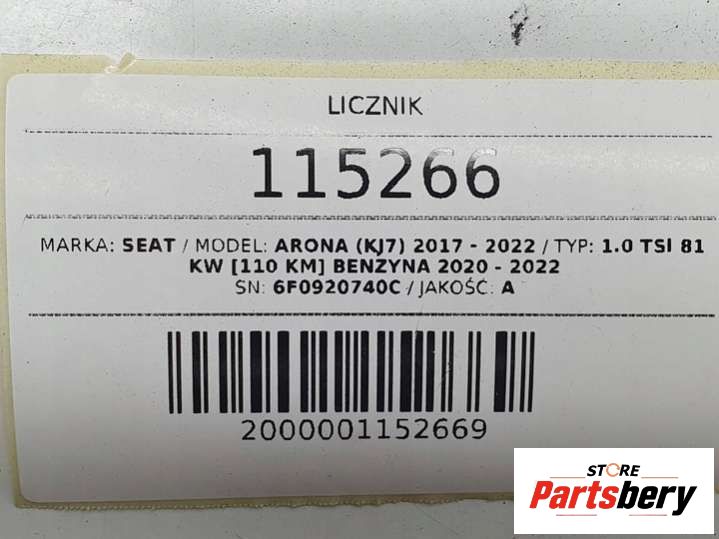 LICZNIK
115266
MARKA: SEAT / MODEL: ARONA (KJ7) 2017 - 2022 / TYP: 1.0 TSI 81
KW [110 KM] BENZYNA 2020 - 2022
SN: 6F0920740C / JAKOŚĆ: A
2000001152669
STORE
Partsbery